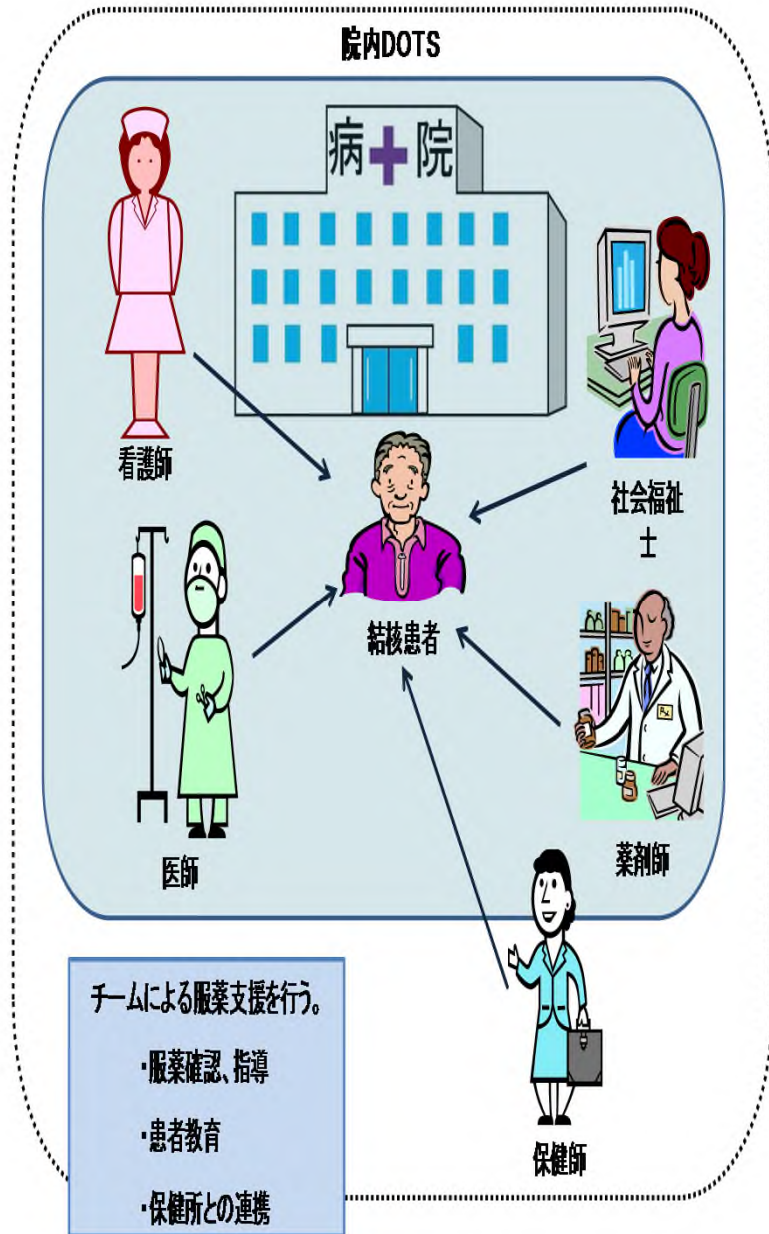 院内DOTS
病 院
看護師
社会福祉
士
結核患者
Rx
医師
薬剤師
チームによる服薬支援を行う。
・服薬確認、指導
・患者教育
・保健所との連携
保健師